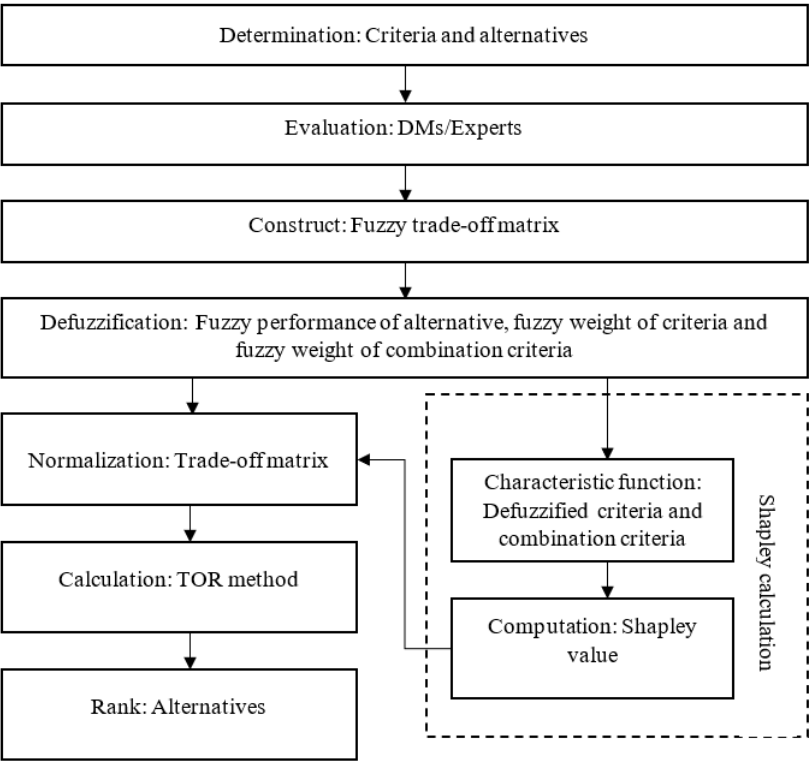 Determination: Criteria and alternatives
Evaluation: DMs/Experts
Construct: Fuzzy trade-off matrix
Defuzzification: Fuzzy performance of alternative, fuzzy weight of criteria and
fuzzy weight of combination criteria
Normalization: Trade-off matrix
Calculation: TOR method
Rank: Alternatives
Characteristic function:
Defuzzified criteria and
combination criteria
Computation: Shapley
value
Shapley calculation